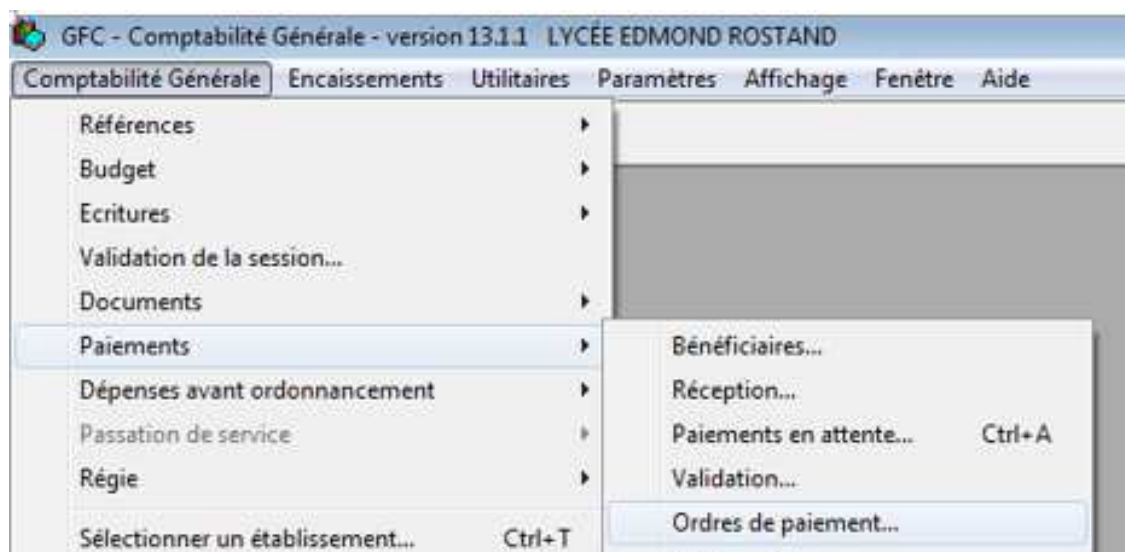 GFC - Comptabilité Générale - version 13.1.1 LYCÉE EDMOND ROSTAND
Comptabilité Générale Encaissements Utilitaires Paramètres Affichage Fenêtre Aide
Références
Budget
Ecritures
Validation de la session...
Documents
Paiements
Dépenses avant ordonnancement
Passation de service
Régie
Sélectionner un établissement... Ctrl+T
Bénéficiaires...
Réception...
Paiements en attente... Ctrl+A
Validation...
Ordres de paiement...